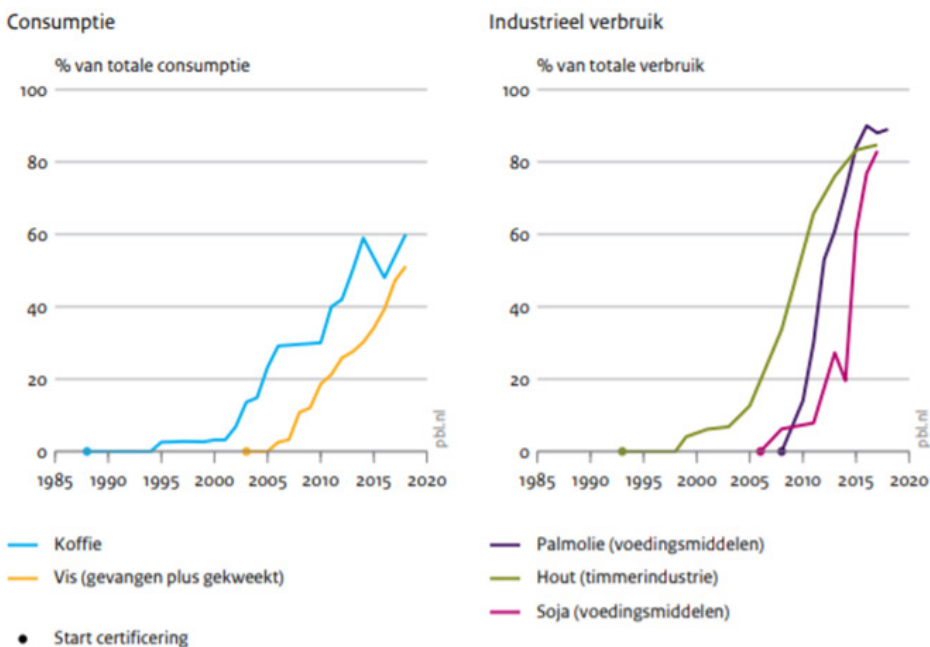 Consumptie
% van totale consumptie
100
80
60
40
20
0
1985 1990 1995 2000 2005 2010 2015 2020
pbl.nl
Koffie
Vis (gevangen plus gekweekt)
Start certificering
Industrieel verbruik
% van totale verbruik
100
80
60
40
20
0
1985 1990 1995 2000 2005 2010 2015 2020
pbl.nl
Palmolie (voedingsmiddelen)
Hout (timmerindustrie)
Soja (voedingsmiddelen)